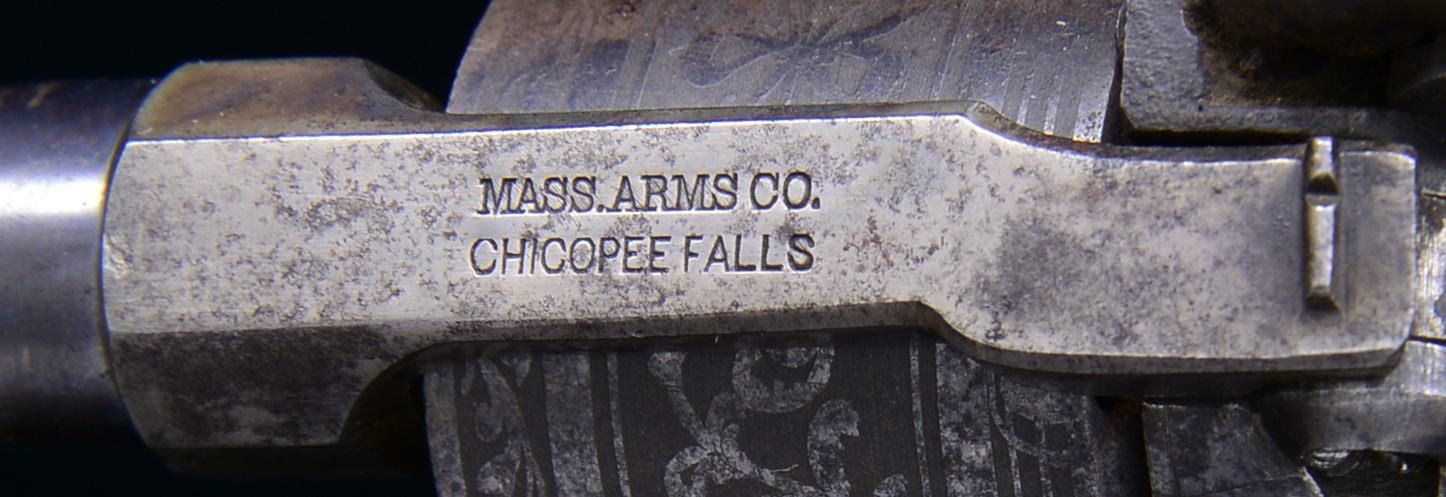 MASS. ARMS CO.
CHICOPEE FALLS